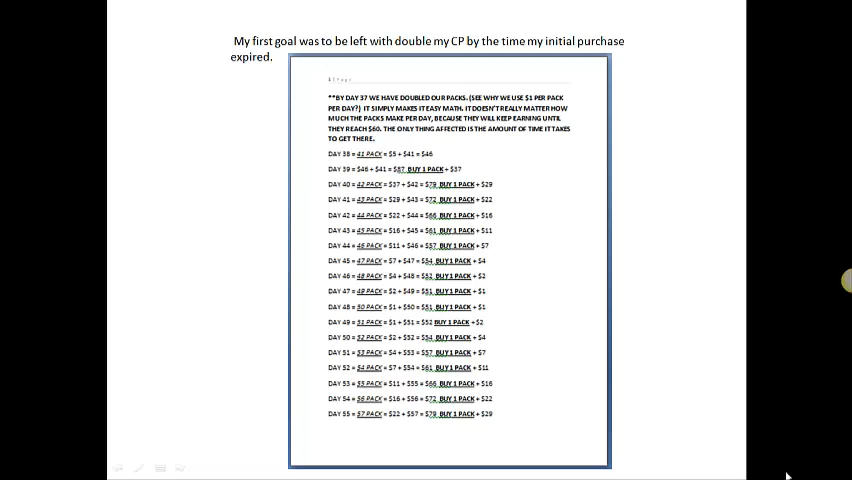 My first goal was to be left with double my CP by the time my initial purchase
expired.
1 | Page
**BY DAY 37 WE HAVE DOUBLED OUR PACKS. (SEE WHY WE USE $1 PER PACK
PER DAY?) IT SIMPLY MAKES IT EASY MATH. IT DOESN'T REALLY MATTER HOW
MUCH THE PACKS MAKE PER DAY, BECAUSE THEY WILL KEEP EARNING UNTIL
THEY REACH $60. THE ONLY THING AFFECTED IS THE AMOUNT OF TIME IT TAKES
TO GET THERE.
DAY 38 = 41 PACK = $5 + $41 = $46
DAY 39 = $46 + $41 = $87 BUY 1 PACK + $37
DAY 40 = 42 PACK = $37 + $42 = $79 BUY 1 PACK + $29
DAY 41 = 43 PACK = $29 + $43 = $72 BUY 1 PACK + $22
DAY 42 = 44 PACK = $22 + $44 = $66 BUY 1 PACK + $16
DAY 43 = 45 PACK = $16 + $45 = $61 BUY 1 PACK + $11
DAY 44 = 46 PACK = $11 + $46 = $57 BUY 1 PACK + $7
DAY 45 = 47 PACK = $7 + $47 = $54 BUY 1 PACK + $4
DAY 46 = 48 PACK = $4 + $48 = $52 BUY 1 PACK + $2
DAY 47 = 49 PACK = $2 + $49 = $51 BUY 1 PACK + $1
DAY 48 = 50 PACK = $1 + $50 = $51 BUY 1 PACK + $1
DAY 49 = 51 PACK = $1 + $51 = $52 BUY 1 PACK + $2
DAY 50 = 52 PACK = $2 + $52 = $54 BUY 1 PACK + $4
DAY 51 = 53 PACK = $4 + $53 = $57 BUY 1 PACK + $7
DAY 52 = 54 PACK = $7 + $54 = $61 BUY 1 PACK + $11
DAY 53 = 55 PACK = $11 + $55 = $66 BUY 1 PACK + $16
DAY 54 = 56 PACK = $16 + $56 = $72 BUY 1 PACK + $22
DAY 55 = 57 PACK = $22 + $57 = $79 BUY 1 PACK + $29